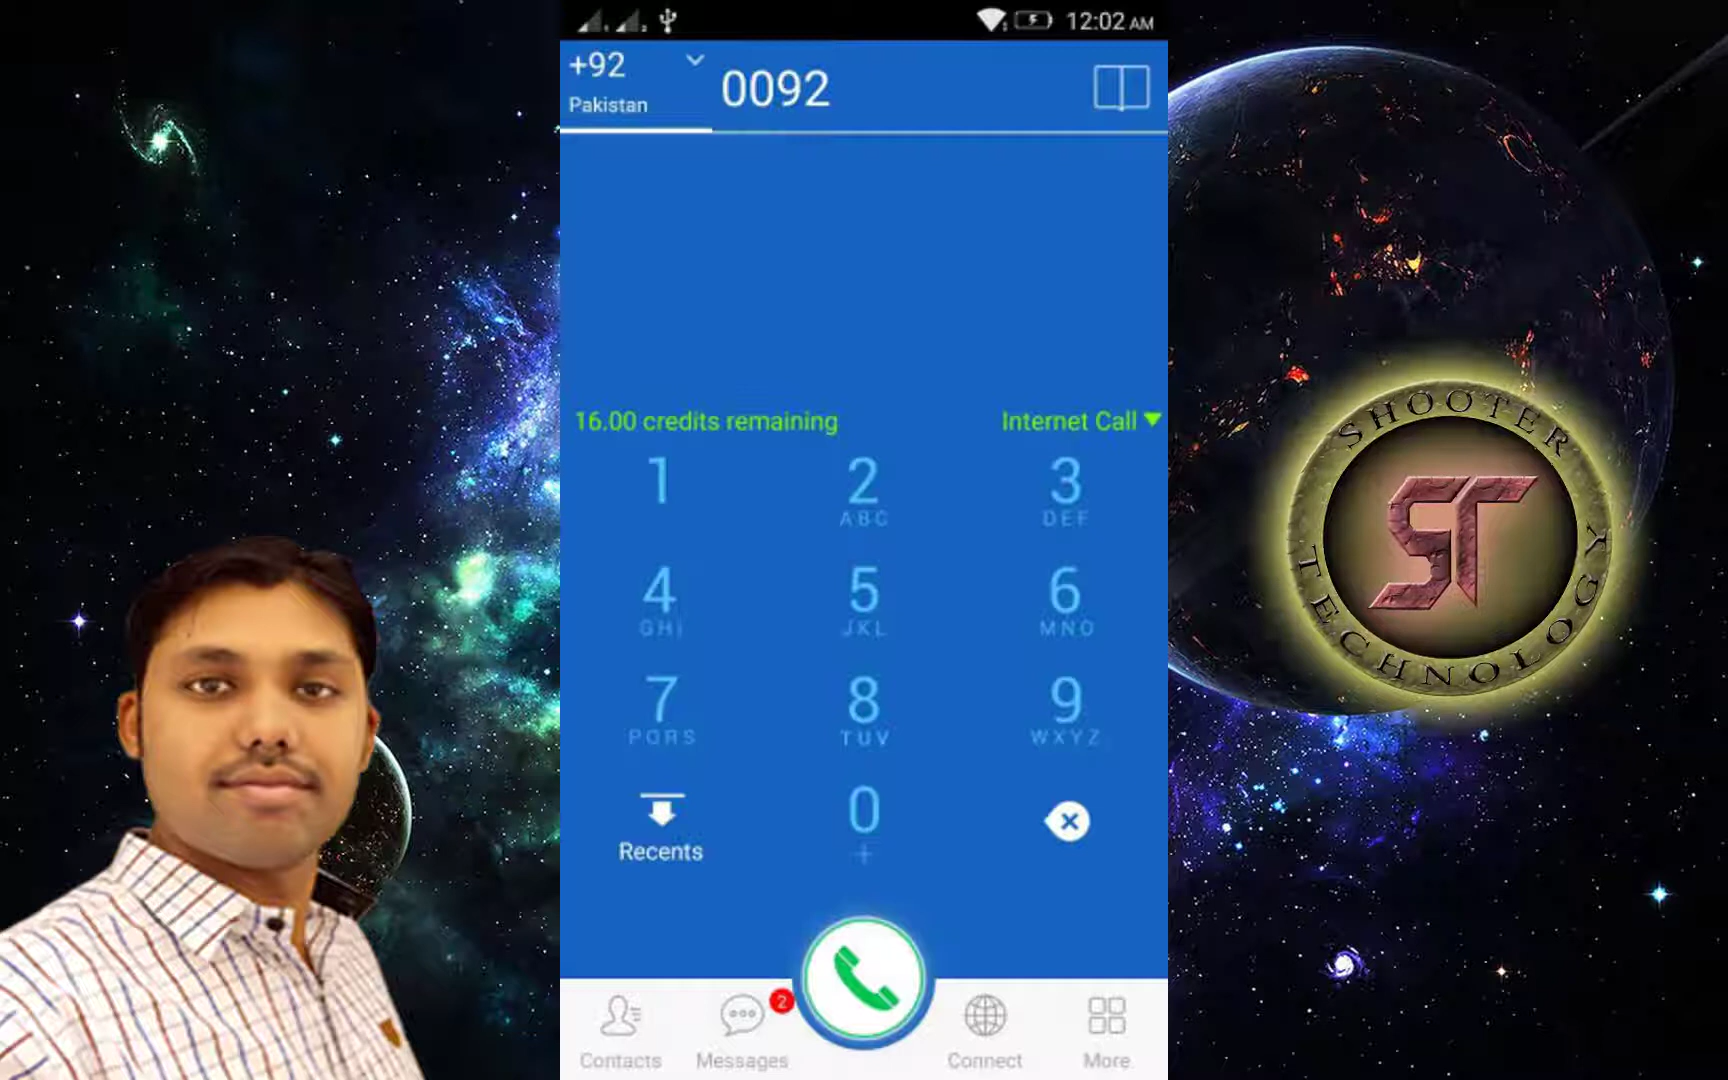 12:02 AM
+92
Pakistan
0092
16.00 credits remaining
Internet Call
1
2
ABC
3
DEF
4
GHI
5
JKL
6
MNO
7
PQRS
8
TUV
9
WXYZ
Recents
0
+
Contacts
Messages
2
Connect
More
SHOOTER
ST
TECHNOLOGY